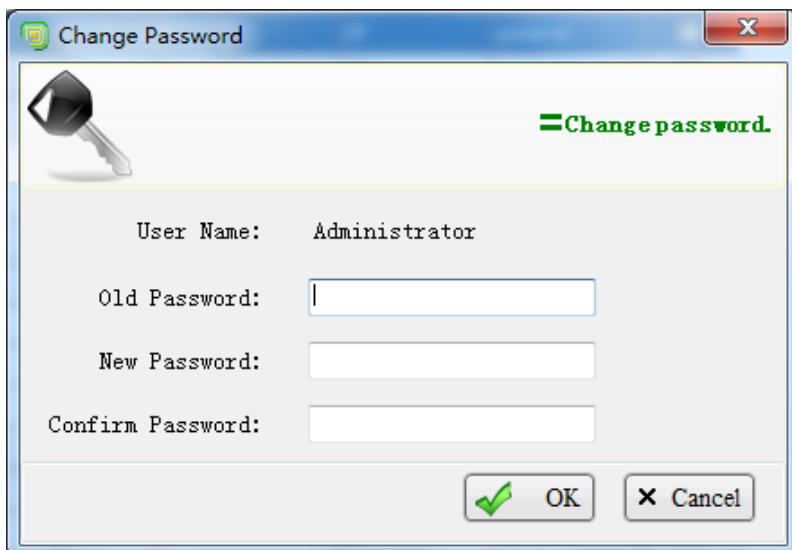 Change Password
=Change password.
User Name: Administrator
Old Password:
New Password:
Confirm Password:
OK Cancel